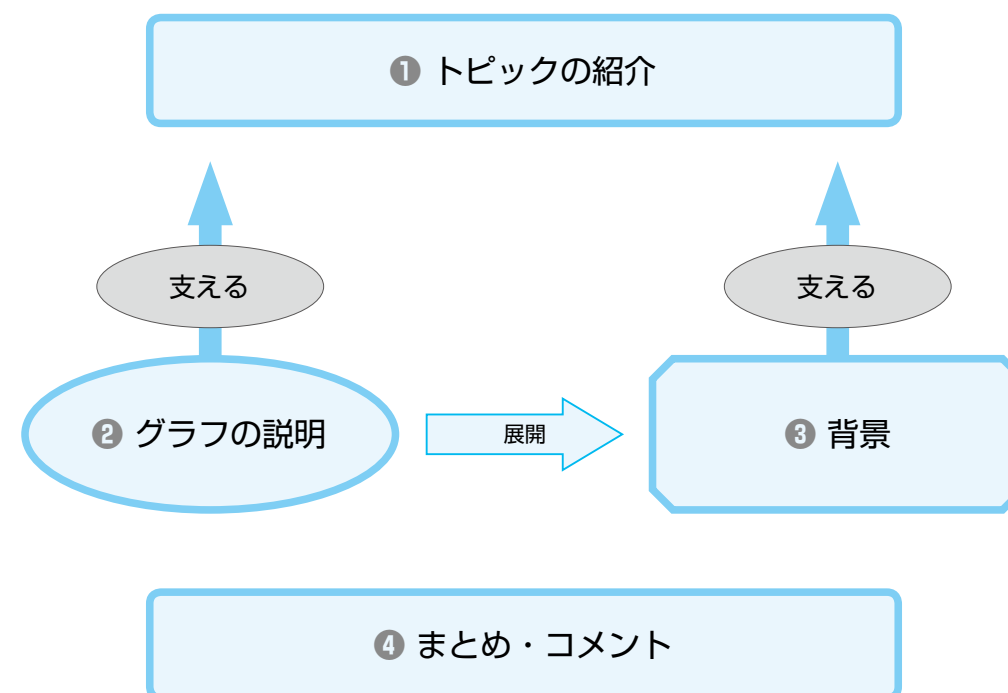 ❶ トピックの紹介
支える
支える
❷ グラフの説明
展開
❸ 背景
❹ まとめ・コメント